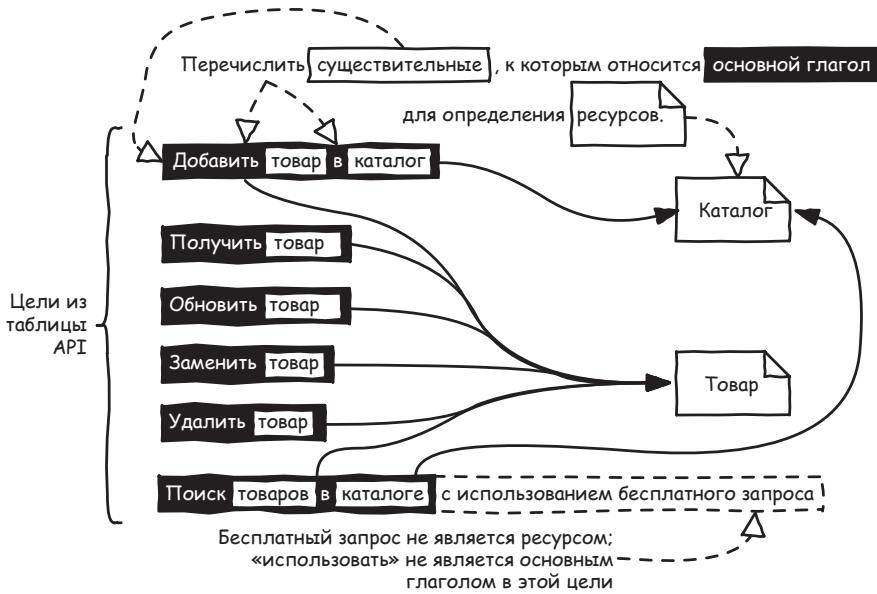 Перечислить существительные, к которым относится основной глагол
для определения ресурсов.
Добавить товар в каталог
Каталог
Получить товар
Цели из
таблицы
API
Обновить товар
Заменить товар
Товар
Удалить товар
Поиск товаров в каталоге с использованием бесплатного запроса
Бесплатный запрос не является ресурсом;
«использовать» не является основным
глаголом в этой цели